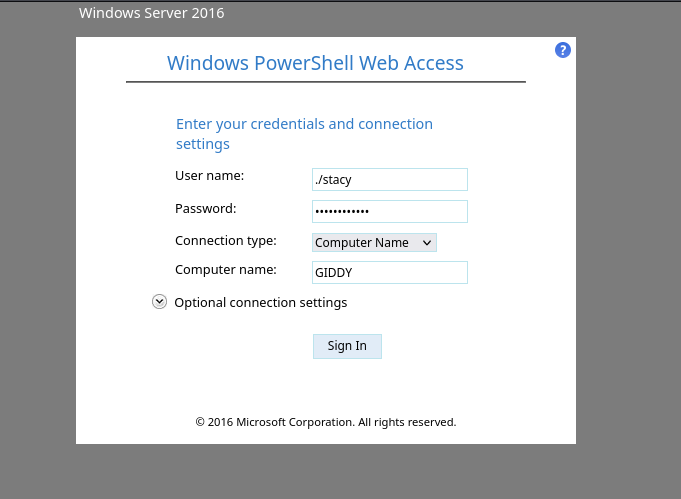 Windows Server 2016
?
Windows PowerShell Web Access
Enter your credentials and connection
settings
User name: ./stacy
Password: ••••••••••••
Connection type: Computer Name
Computer name: GIDDY
Optional connection settings
Sign In
© 2016 Microsoft Corporation. All rights reserved.